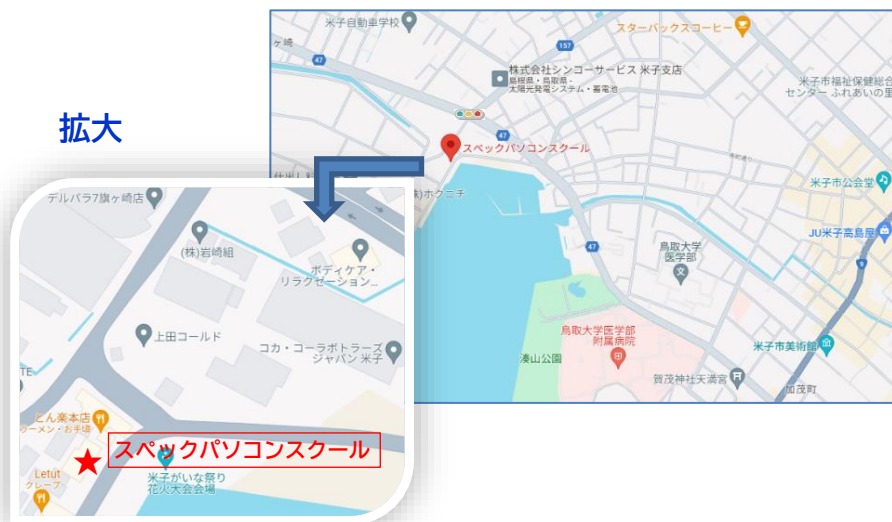 米子自動車学校
スターバックスコーヒー
ケ崎
157
47
株式会社シンコーサービス 米子支店
島根県・鳥取県・
太陽光発電システム・蓄電池
米子市福祉保健総合
センター ふれあいの里
拡大
47
スペックパソコンスクール
米子市公会堂
株)ホクニチ
JU米子高島屋
47
鳥取大学
医学部
9
鳥取大学医学部
附属病院
湊山公園
米子市美術館
賀茂神社天満宮
加茂町
デルパラ7旗ヶ崎店
(株)岩崎組
ボディケア・
リラクゼーション...
上田コールド
コカ・コーラボトラーズ
ジャパン 米子
TE
とん楽本店
ラーメン・お手頃
スペックパソコンスクール
Letut
クレープ
米子がいな祭り
花火大会会場